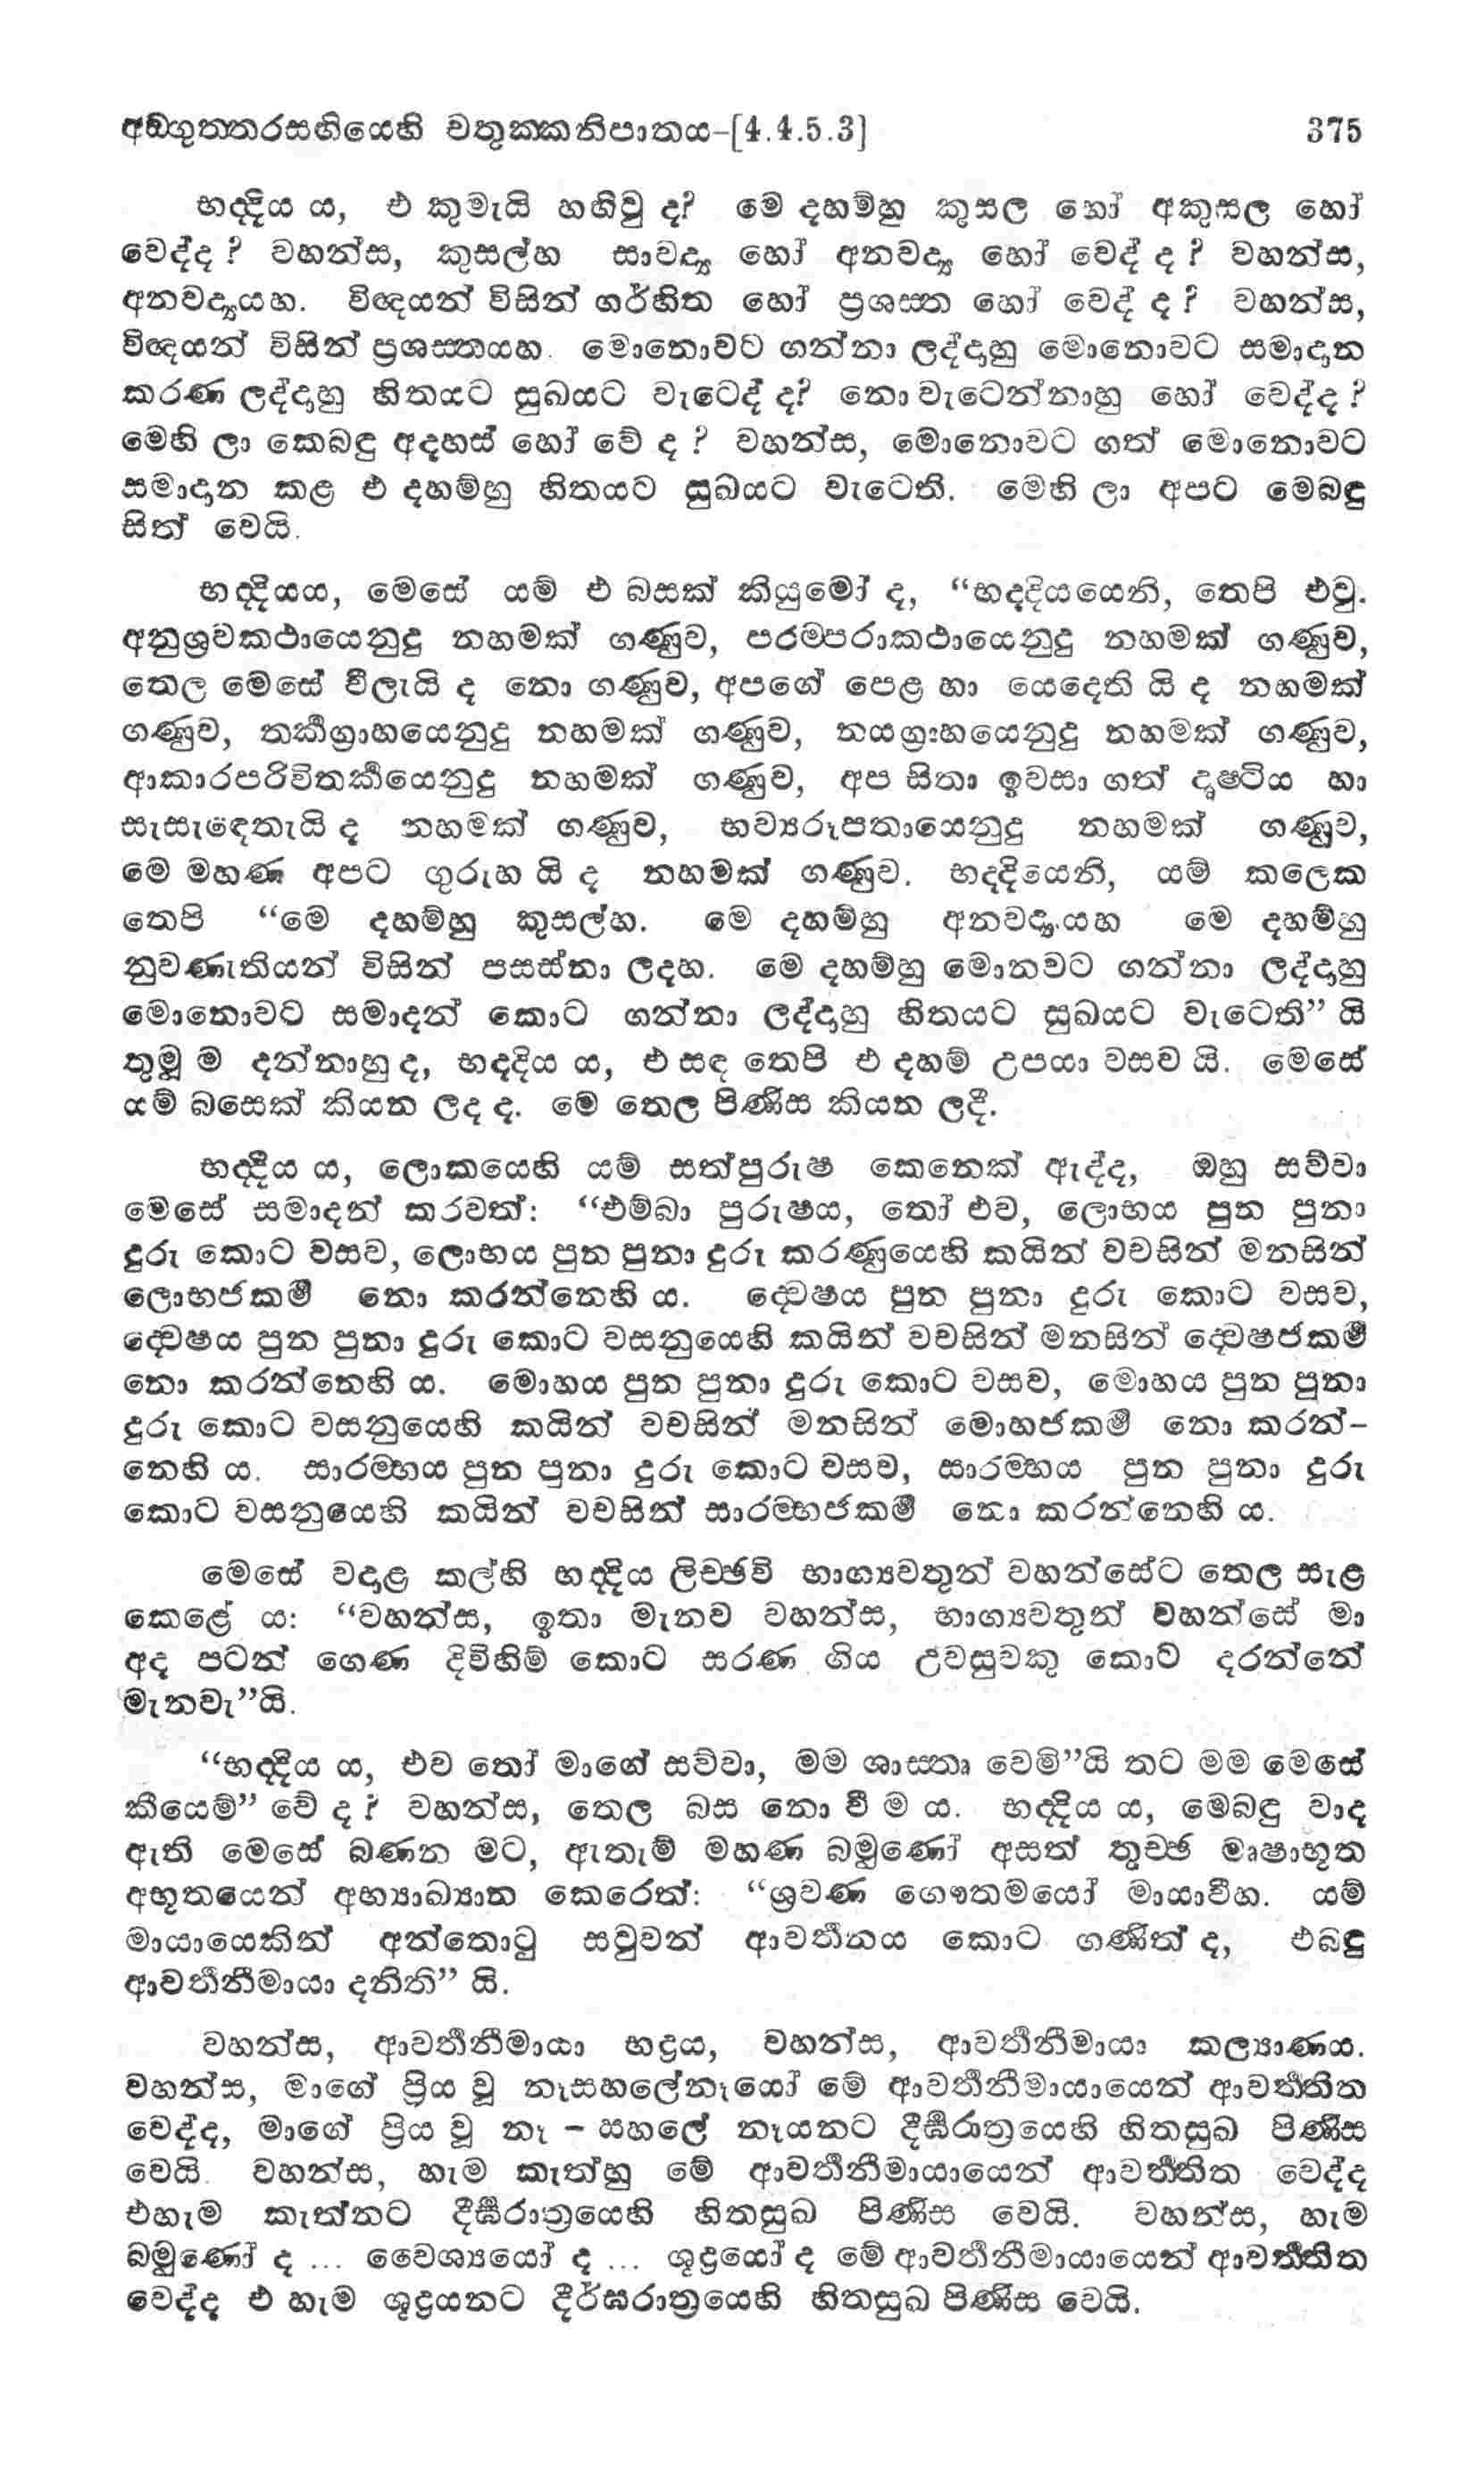 අඞ්ගුත්තරසඟියෙහි චතුක්කනිපාතය-[4.4.5.3] 375
භද්දිය ය, එ කුමැයි හඟිවු ද? මෙ දහම්හු කුසල හෝ අකුසල හෝ
වෙද්ද? වහන්ස, කුසල්හ සාවද්‍ය හෝ අනවද්‍ය හෝ වෙද් ද? වහන්ස,
අනවද්‍යයහ. විඥයන් විසින් ගර්හිත හෝ ප්‍රශස්ත හෝ වෙද් ද? වහන්ස,
විඥයන් විසින් ප්‍රශස්තයහ. මොනොවට ගන්නා ලද්දාහු මොනොවට සමාදාන
කරණ ලද්දාහු හිතයට සුඛයට වැටෙද් ද? නො වැටෙන්නාහු හෝ වෙද්ද?
මෙහි ලා කෙබඳු අදහස් හෝ වේ ද? වහන්ස, මොනොවට ගත් මොනොවට
සමාදාන කළ එ දහම්හු හිතයට සුඛයට වැටෙති. මෙහි ලා අපට මෙබඳු
සිත් වෙයි.
භද්දියය, මෙසේ යම් එ බසක් කියුමෝ ද, “භද්දියයෙනි, තෙපි එවු.
අනුශ්‍රවකථායෙනුදු නහමක් ගණුව, පරම්පරාකථායෙනුදු නහමක් ගණුව,
තෙල මෙසේ වීලැයි ද නො ගණුව, අපගේ පෙළ හා යෙදෙති යි ද නහමක්
ගණුව, තර්කග්‍රාහයෙනුදු නහමක් ගණුව, නයග්‍රාහයෙනුදු නහමක් ගණුව,
ආකාරපරිවිතර්කයෙනුදු නහමක් ගණුව, අප සිතා ඉවසා ගත් දෘෂ්ටිය හා
සැසැඳෙතැයි ද නහමක් ගණුව, භව්‍යරූපතායෙනුදු නහමක් ගණුව,
මෙ මහණ අපට ගුරුහ යි ද නහමක් ගණුව. භද්දියෙනි, යම් කලෙක
තෙපි “මෙ දහම්හු කුසල්හ. මෙ දහම්හු අනවද්‍යයහ මෙ දහම්හු
නුවණැතියන් විසින් පසස්නා ලදහ. මෙ දහම්හු මොනවට ගන්නා ලද්දාහු
මොනොවට සමාදන් කොට ගන්නා ලද්දාහු හිතයට සුඛයට වැටෙති” යි
තුමූ ම දන්නාහු ද, භද්දිය ය, එ සඳ තෙපි එ දහම් උපයා වසව යි. මෙසේ
යම් බසෙක් කියන ලද ද. මෙ තෙල පිණිස කියන ලදී.
භද්දිය ය, ලොකයෙහි යම් සත්පුරුෂ කෙනෙක් ඇද්ද, ඔහු සව්වා
මෙසේ සමාදන් කරවත්: “එම්බා පුරුෂය, තෝ එව, ලොභය පුන පුනා
දුරු කොට වසව, ලොභය පුන පුනා දුරු කරණුයෙහි කයින් වචසින් මනසින්
ලොභජකර්ම නො කරන්නෙහි ය. ද්වෙෂය පුන පුනා දුරු කොට වසව,
ද්වෙෂය පුන පුනා දුරු කොට වසනුයෙහි කයින් වචසින් මනසින් ද්වෙෂජකර්ම
නො කරන්නෙහි ය. මොහය පුන පුනා දුරු කොට වසව, මොහය පුන පුනා
දුරු කොට වසනුයෙහි කයින් වචසින් මනසින් මොහජකර්ම නො කරන්-
නෙහි ය. සාරම්භය පුන පුනා දුරු කොට වසව, සාරම්භය පුන පුනා දුරු
කොට වසනුයෙහි කයින් වචසින් සාරම්භජකර්ම නො කරන්නෙහි ය.
මෙසේ වදාළ කල්හි භද්දිය ලිච්ඡවි භාග්‍යවතුන් වහන්සේට තෙල සැළ
කෙළේ ය: “වහන්ස, ඉතා මැනව වහන්ස, භාග්‍යවතුන් වහන්සේ මා
අද පටන් ගෙණ දිවිහිම් කොට සරණ ගිය උවසුවකු කොට දරන්නේ
මැනවැ”යි.
“භද්දිය ය, එව තෝ මාගේ සව්වා, මම ශාස්තෘ වෙමි”යි තට මම මෙසේ
කීයෙම්” වේ ද? වහන්ස, තෙල බස නො වී ම ය. භද්දිය ය, මෙබඳු වාද
ඇති මෙසේ බණන මට, ඇතැම් මහණ බමුණෝ අසත් තුච්ඡ මෘෂාභූත
අභූතයෙන් අභ්‍යාඛ්‍යාන කෙරෙත්: “ශ්‍රවණ ගෞතමයෝ මායාවීහ. යම්
මායායෙකින් අන්තොටු සවුවන් ආවර්තනය කොට ගණිත් ද, එබඳු
ආවර්තනීමායා දනිති” යි.
වහන්ස, ආවර්තනීමායා භද්‍රය, වහන්ස, ආවර්තනීමායා කල්‍යාණය.
වහන්ස, මාගේ ප්‍රිය වූ නෑසහලේනෑයෝ මේ ආවර්තනීමායායෙන් ආවර්තිත
වෙද්ද, මාගේ ප්‍රිය වූ නෑ - සහලේ නෑයනට දීර්ඝරාත්‍රයෙහි හිතසුඛ පිණිස
වෙයි. වහන්ස, හැම කැත්හු මේ ආවර්තනීමායායෙන් ආවර්තිත වෙද්ද
එහැම කැත්නට දීර්ඝරාත්‍රයෙහි හිතසුඛ පිණිස වෙයි. වහන්ස, හැම
බමුණෝ ද ... වෛශ්‍යයෝ ද ... ශූද්‍රයෝ ද මේ ආවර්තනීමායායෙන් ආවර්තිත
වෙද්ද එ හැම ශූද්‍රයනට දීර්ඝරාත්‍රයෙහි හිතසුඛ පිණිස වෙයි.